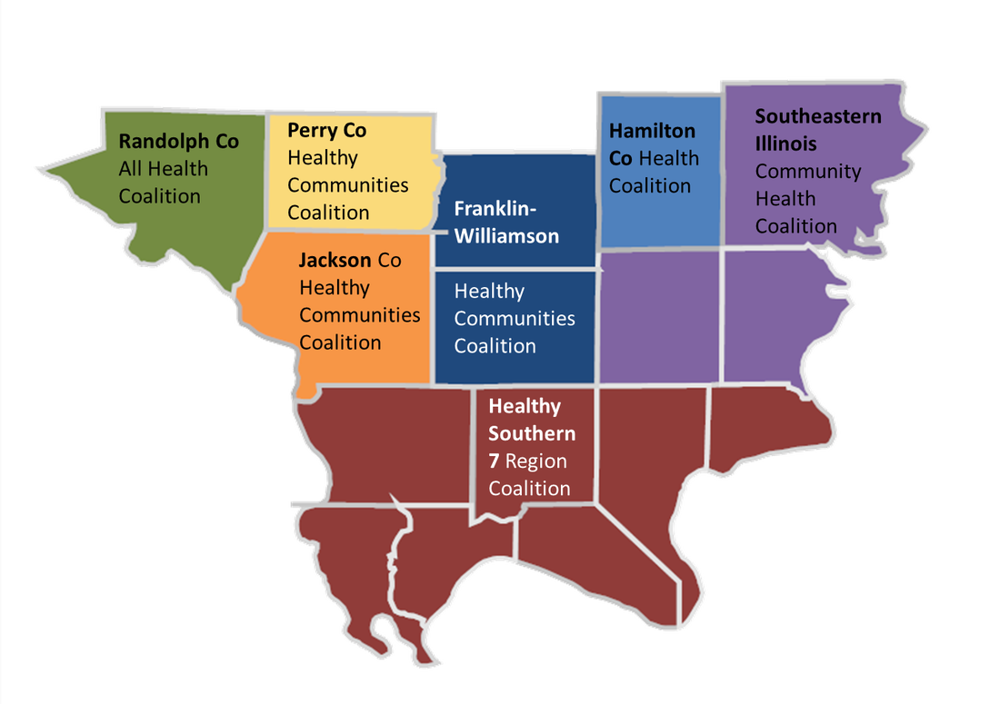 Randolph Co
All Health
Coalition
Perry Co
Healthy
Communities
Coalition
Jackson Co
Healthy
Communities
Coalition
Franklin-
Williamson
Healthy
Communities
Coalition
Hamilton
Co Health
Coalition
Southeastern
Illinois
Community
Health
Coalition
Healthy
Southern
7 Region
Coalition